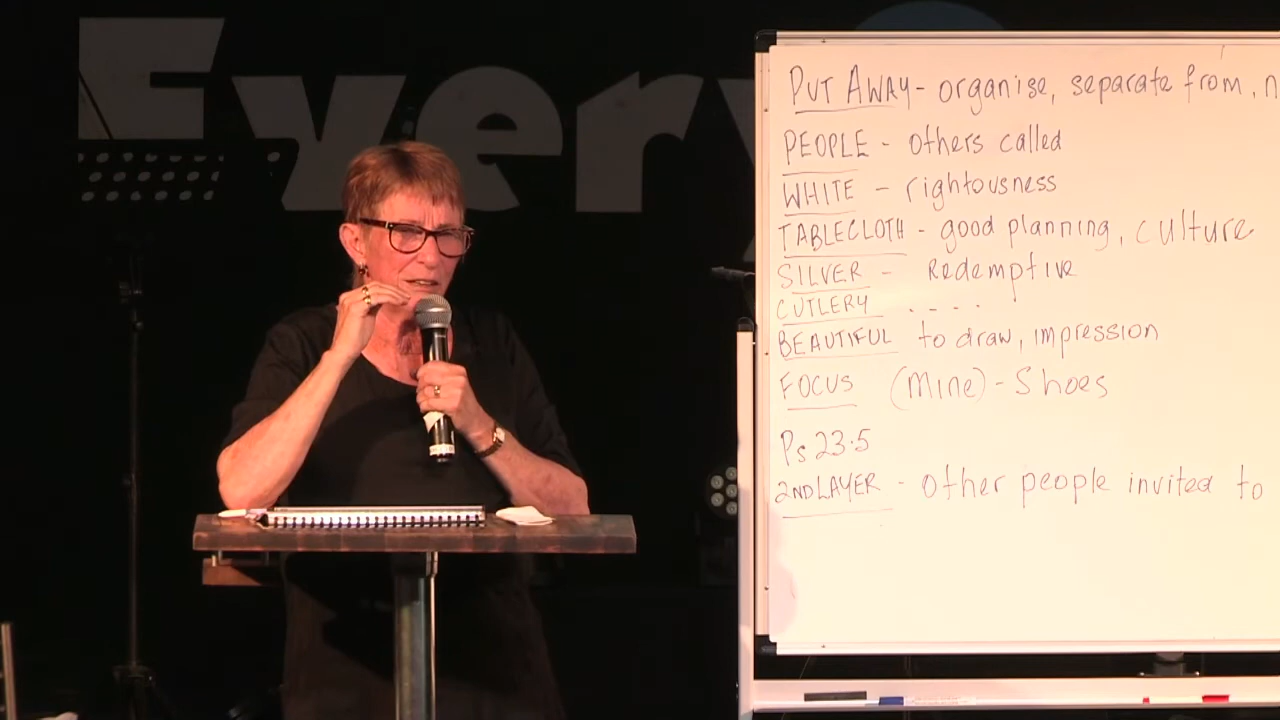 Every
PUT AWAY - organise, separate from, n
PEOPLE - others called
WHITE - rightousness
TABLECLOTH - good planning, culture
SILVER - Redemptive
CUTLERY ....
BEAUTIFUL to draw, impression
FOCUS (Mine) - Shoes
Ps 23.5
2ND LAYER - other people invited to